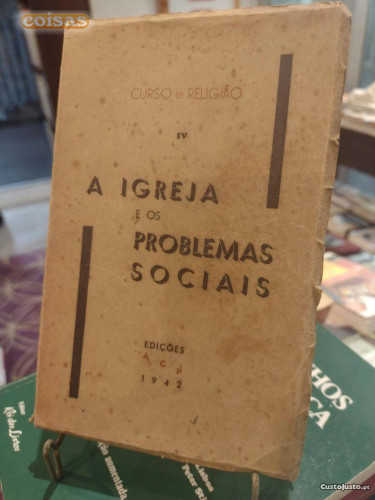 coisas
CURSO DE RELIGIÃO
IV
A IGREJA
E OS
PROBLEMAS
SOCIAIS
EDIÇÕES
A C P
1942
CustoJusto.pt